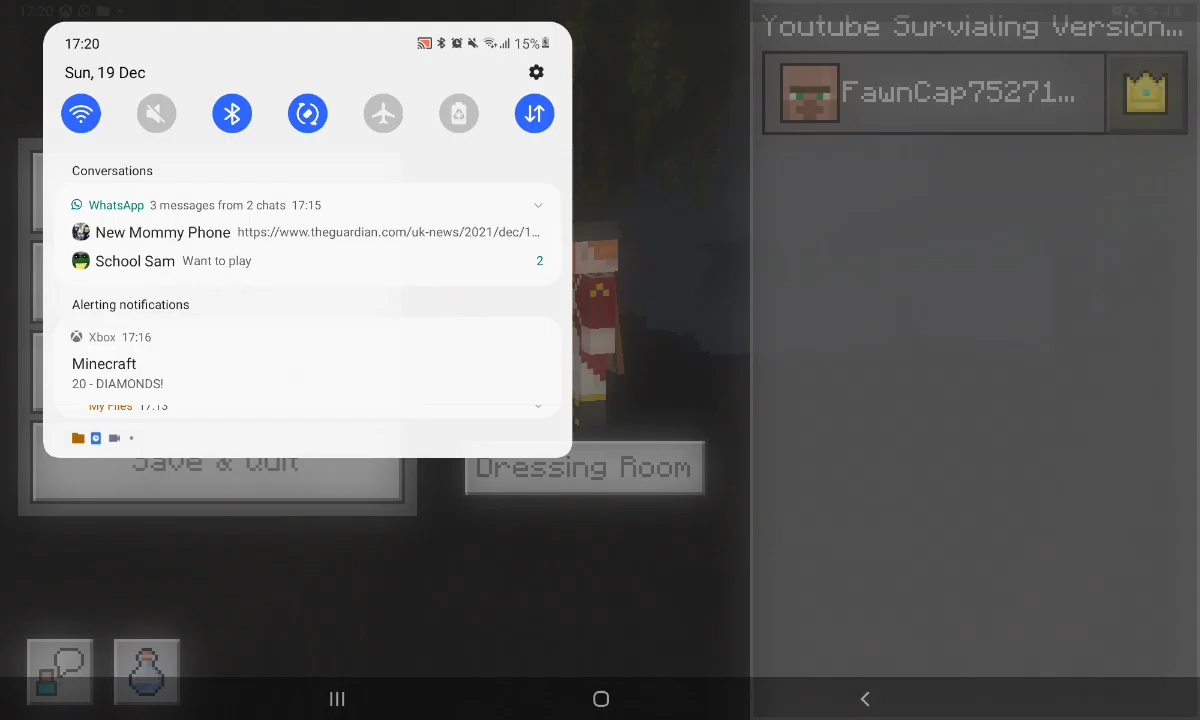 17:20
Youtube Survialing Version...
FawnCap75271...
17:20
15%
Sun, 19 Dec
Conversations
WhatsApp 3 messages from 2 chats 17:15
New Mommy Phone https://www.theguardian.com/uk-news/2021/dec/1...
School Sam Want to play 2
Alerting notifications
Xbox 17:16
Minecraft
20 - DIAMONDS!
My Files 17:13
Save & Quit
Dressing Room